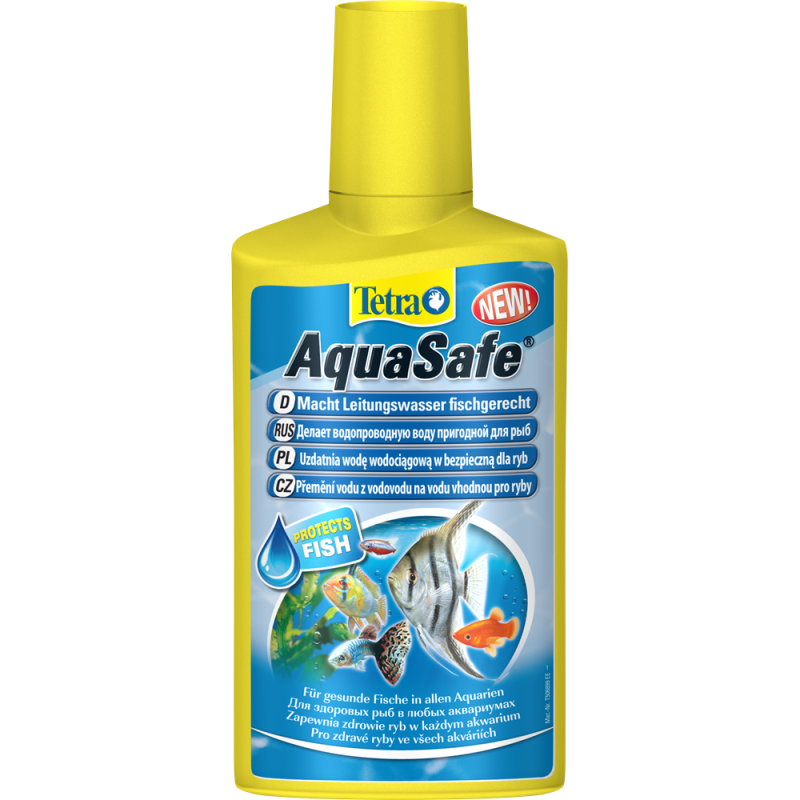 Tetra
NEW!
AquaSafe®
D Macht Leitungswasser fischgerecht
RUS Делает водопроводную воду пригодной для рыб
PL Uzdatnia wodę wodociągową w bezpieczną dla ryb
CZ Přemění vodu z vodovodu na vodu vhodnou pro ryby
PROTECTS
FISH
Für gesunde Fische in allen Aquarien
Для здоровых рыб в любых аквариумах
Zapewnia zdrowie ryb w każdym akwarium
Pro zdravé ryby ve všech akváriích